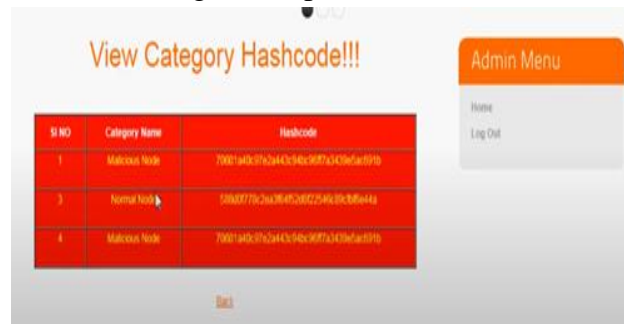 View Category Hashcode!!!
Admin Menu
Home
Log Out
SI NO Category Name Hashcode
1 Malicious Node
3 Normal Node
4 Malicious Node
Back